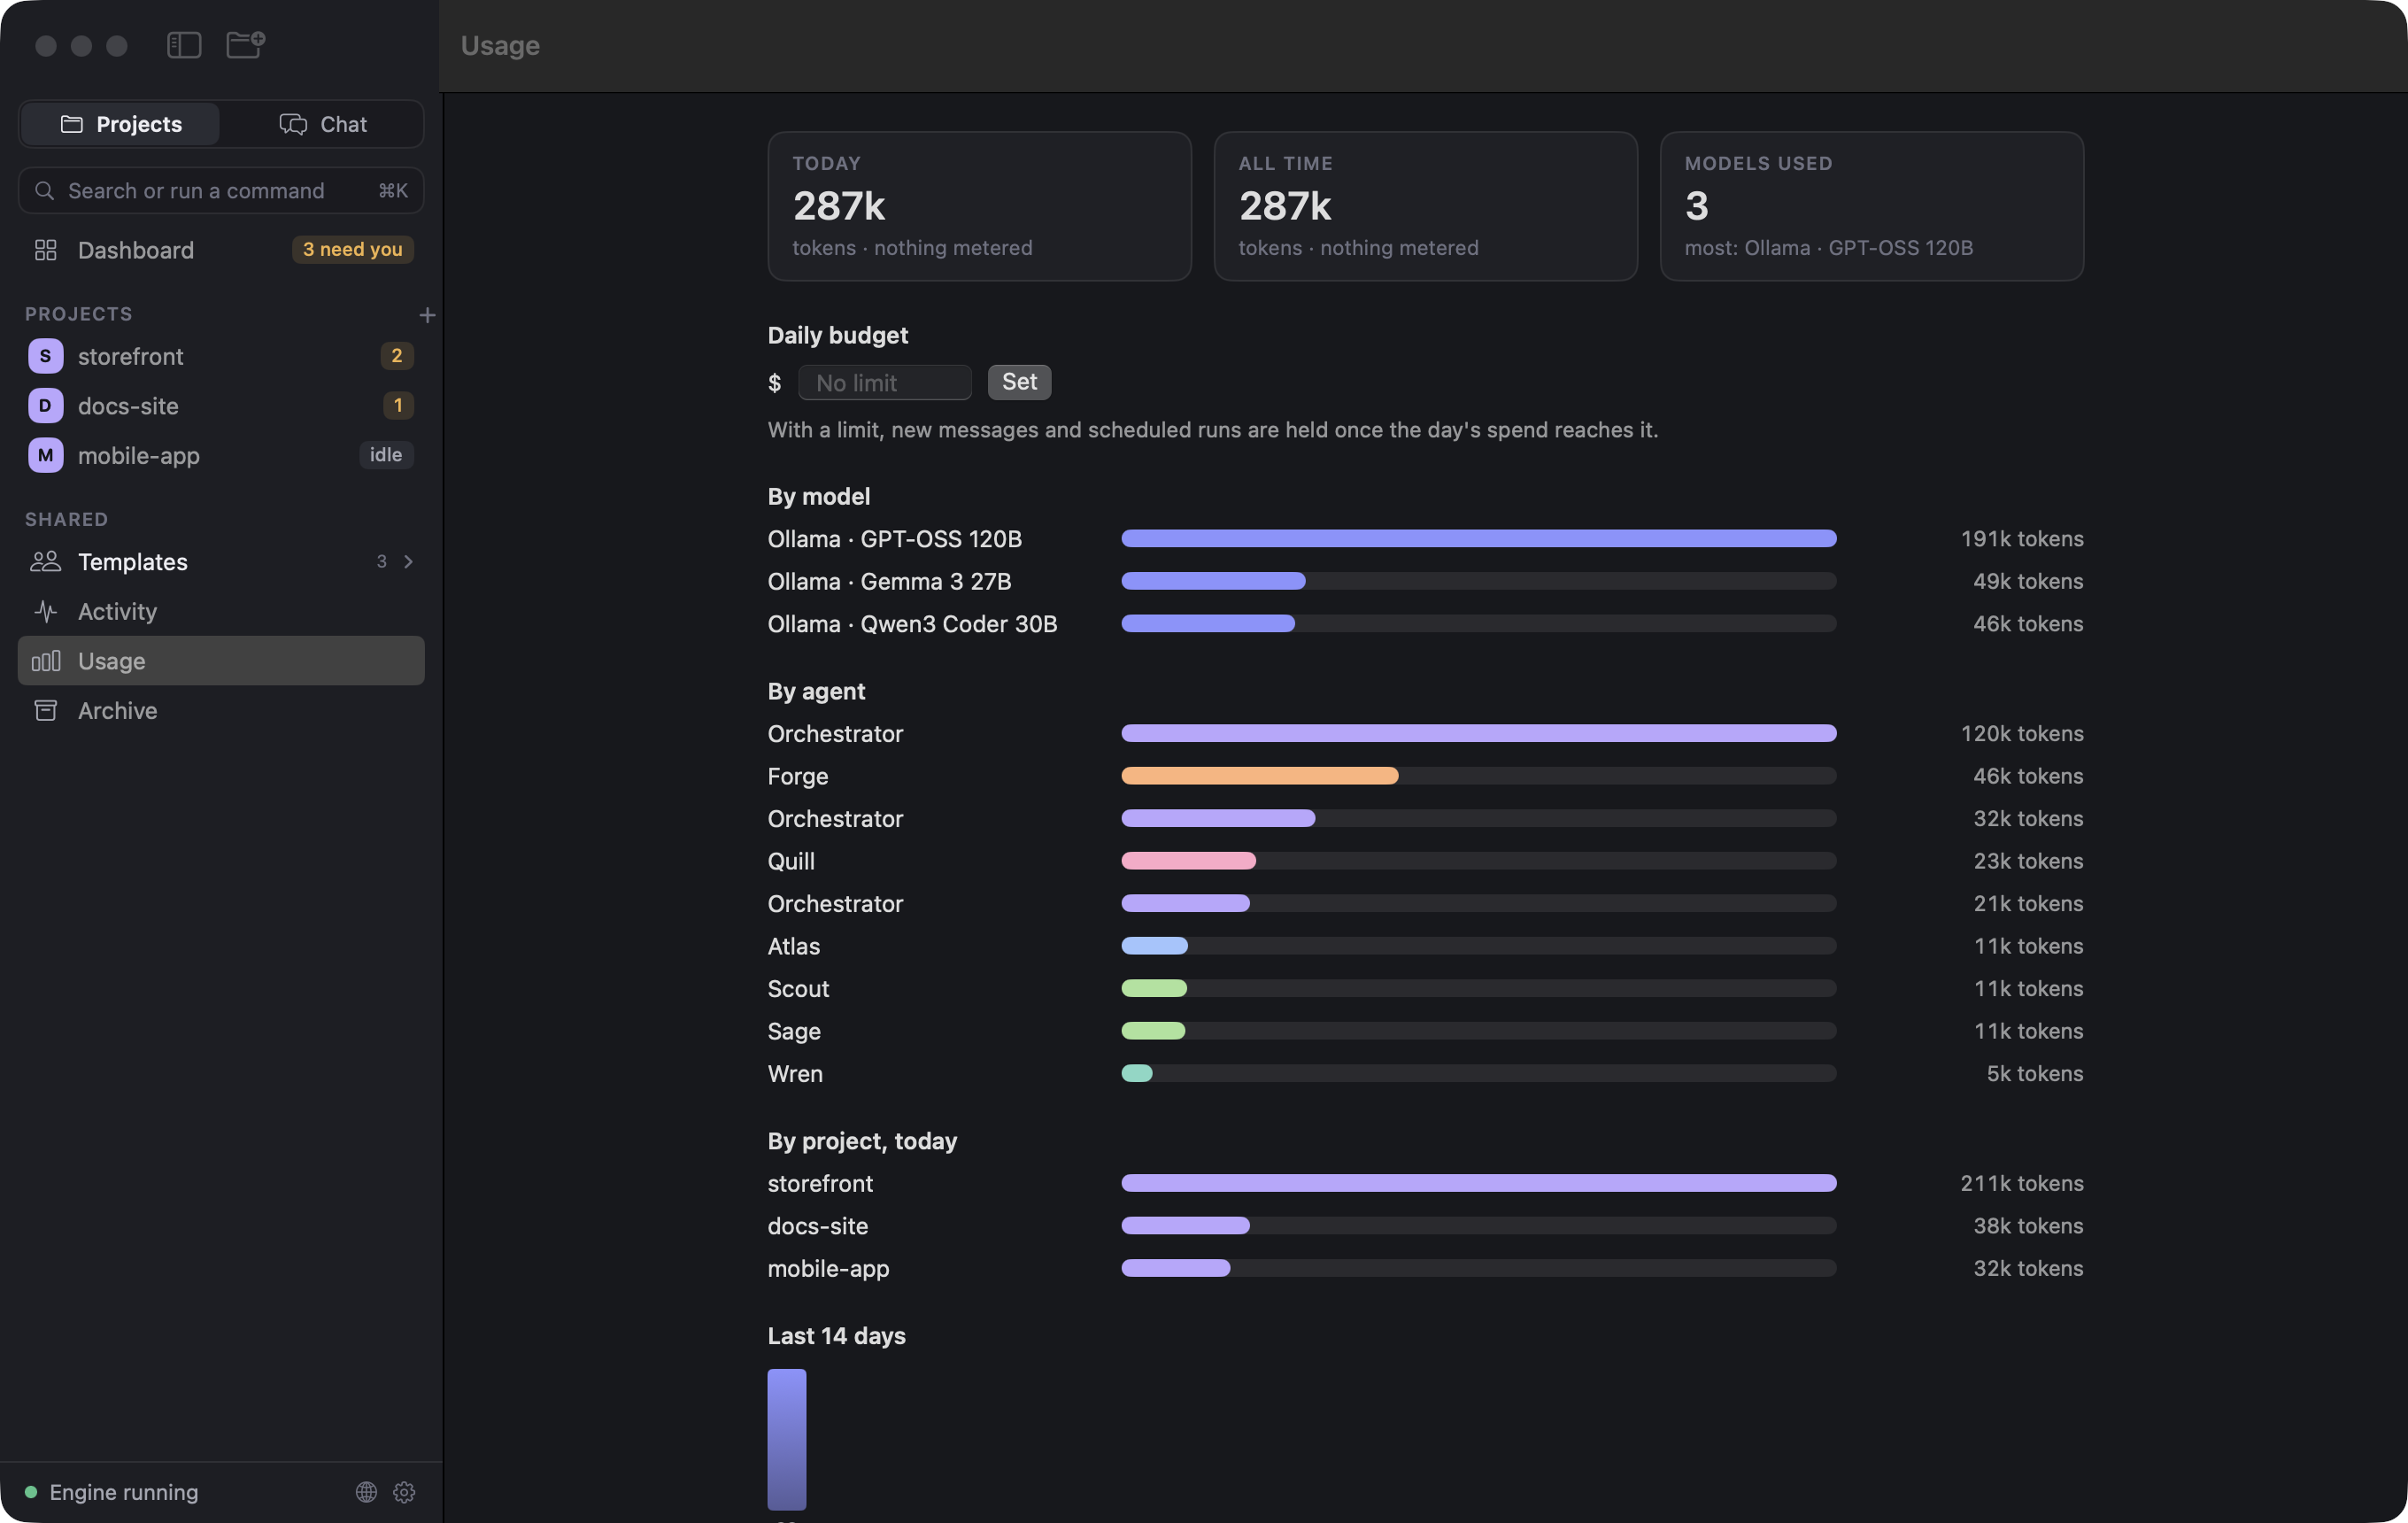 Usage
Projects
Chat
Search or run a command ⌘K
Dashboard 3 need you
PROJECTS +
S storefront 2
D docs-site 1
M mobile-app idle
SHARED
Templates 3
Activity
Usage
Archive
Engine running
TODAY
287k
tokens · nothing metered
ALL TIME
287k
tokens · nothing metered
MODELS USED
3
most: Ollama · GPT-OSS 120B
Daily budget
$ No limit Set
With a limit, new messages and scheduled runs are held once the day's spend reaches it.
By model
Ollama · GPT-OSS 120B 191k tokens
Ollama · Gemma 3 27B 49k tokens
Ollama · Qwen3 Coder 30B 46k tokens
By agent
Orchestrator 120k tokens
Forge 46k tokens
Orchestrator 32k tokens
Quill 23k tokens
Orchestrator 21k tokens
Atlas 11k tokens
Scout 11k tokens
Sage 11k tokens
Wren 5k tokens
By project, today
storefront 211k tokens
docs-site 38k tokens
mobile-app 32k tokens
Last 14 days